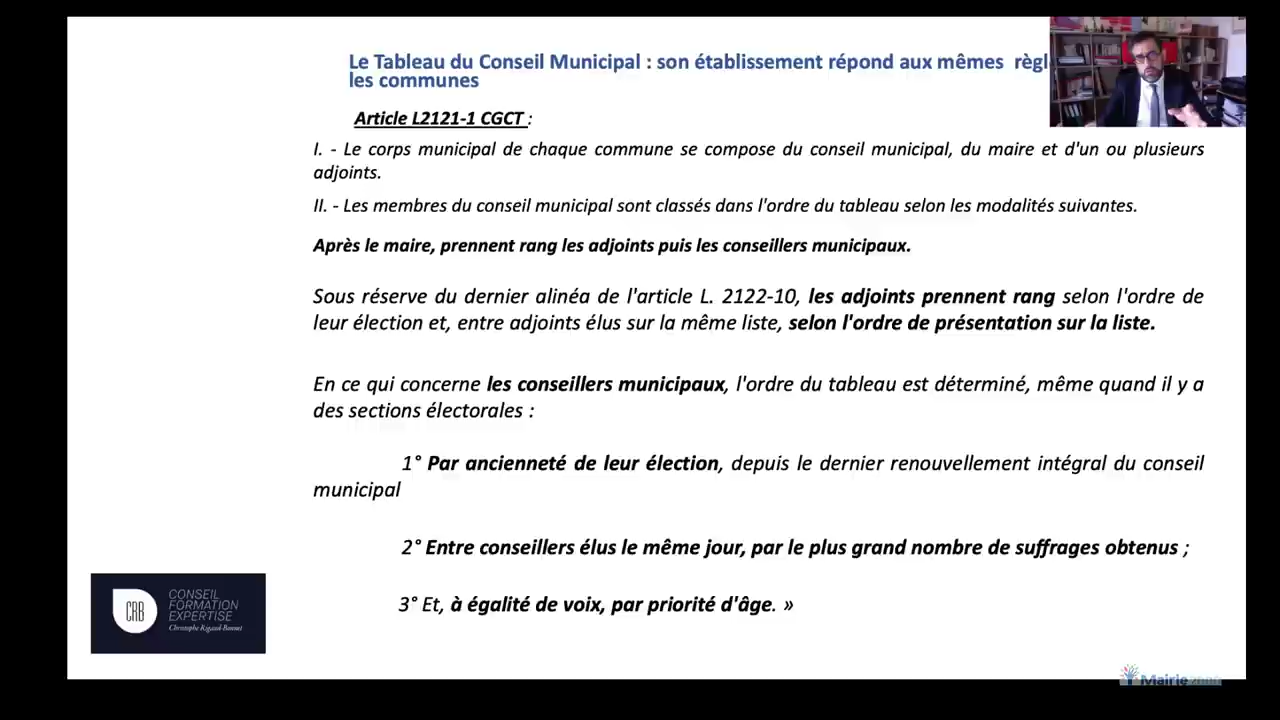 Le Tableau du Conseil Municipal : son établissement répond aux mêmes
les communes
Article L2121-1 CGCT :
I. - Le corps municipal de chaque commune se compose du conseil municipal, du maire et d'un ou plusieurs
adjoints.
II. - Les membres du conseil municipal sont classés dans l'ordre du tableau selon les modalités suivantes.
Après le maire, prennent rang les adjoints puis les conseillers municipaux.
Sous réserve du dernier alinéa de l'article L. 2122-10, les adjoints prennent rang selon l'ordre de
leur élection et, entre adjoints élus sur la même liste, selon l'ordre de présentation sur la liste.
En ce qui concerne les conseillers municipaux, l'ordre du tableau est déterminé, même quand il y a
des sections électorales :
1° Par ancienneté de leur élection, depuis le dernier renouvellement intégral du conseil
municipal
2° Entre conseillers élus le même jour, par le plus grand nombre de suffrages obtenus ;
3° Et, à égalité de voix, par priorité d'âge. »
CRB
CONSEIL
FORMATION
EXPERTISE
Christophe Rigaud-Bonnet
Mairie2000